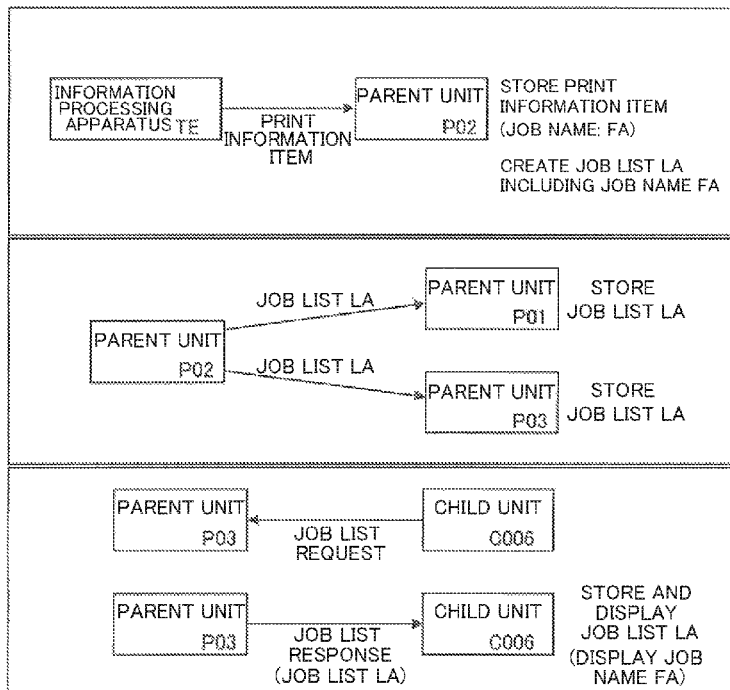 INFORMATION
PROCESSING
APPARATUS TE
PRINT
INFORMATION
ITEM
PARENT UNIT
P02
STORE PRINT
INFORMATION ITEM
(JOB NAME: FA)
CREATE JOB LIST LA
INCLUDING JOB NAME FA
PARENT UNIT
P02
JOB LIST LA
JOB LIST LA
PARENT UNIT
P01
STORE
JOB LIST LA
PARENT UNIT
P03
STORE
JOB LIST LA
PARENT UNIT
P03
JOB LIST
REQUEST
CHILD UNIT
C006
PARENT UNIT
P03
JOB LIST
RESPONSE
(JOB LIST LA)
CHILD UNIT
C006
STORE AND
DISPLAY
JOB LIST LA
(DISPLAY JOB
NAME FA)